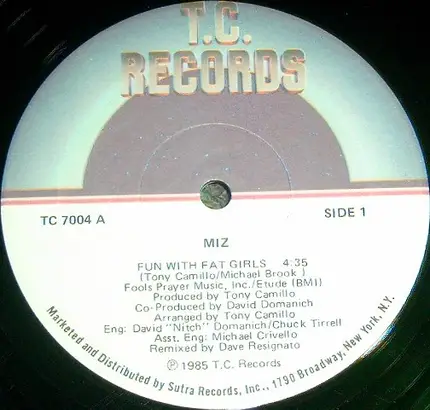 T.C.
RECORDS
TC 7004 A
SIDE 1
MIZ
FUN WITH FAT GIRLS 4:35
(Tony Camillo/Michael Brook )
Fools Prayer Music, Inc./Etude (BMI)
Produced by Tony Camillo
Co-Produced by David Domanich
Arranged by Tony Camillo
Eng: David "Nitch" Domanich/Chuck Tirrell
Asst. Eng: Michael Crivello
Remixed by Dave Resignato
℗ 1985 T.C. Records
Marketed and Distributed by Sutra Records, Inc., 1790 Broadway, New York, N.Y.